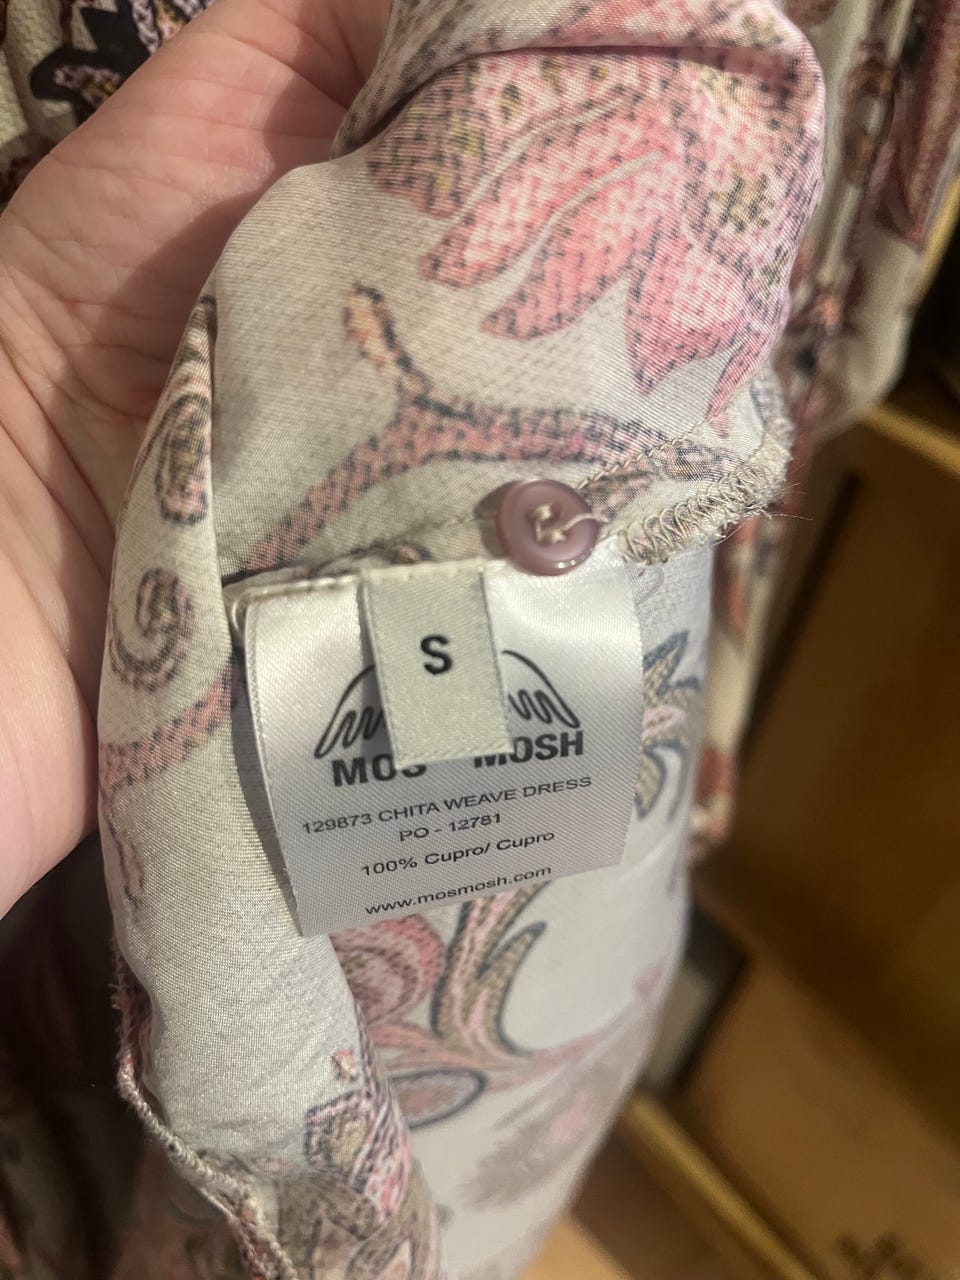 S
MOS MOSH
129873 CHITA WEAVE DRESS
PO - 12781
100% Cupro/ Cupro
www.mosmosh.com